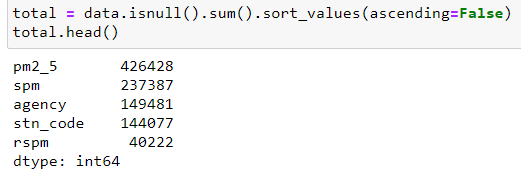 total = data.isnull().sum().sort_values(ascending=False)
total.head()
pm2_5 426428
spm 237387
agency 149481
stn_code 144077
rspm 40222
dtype: int64